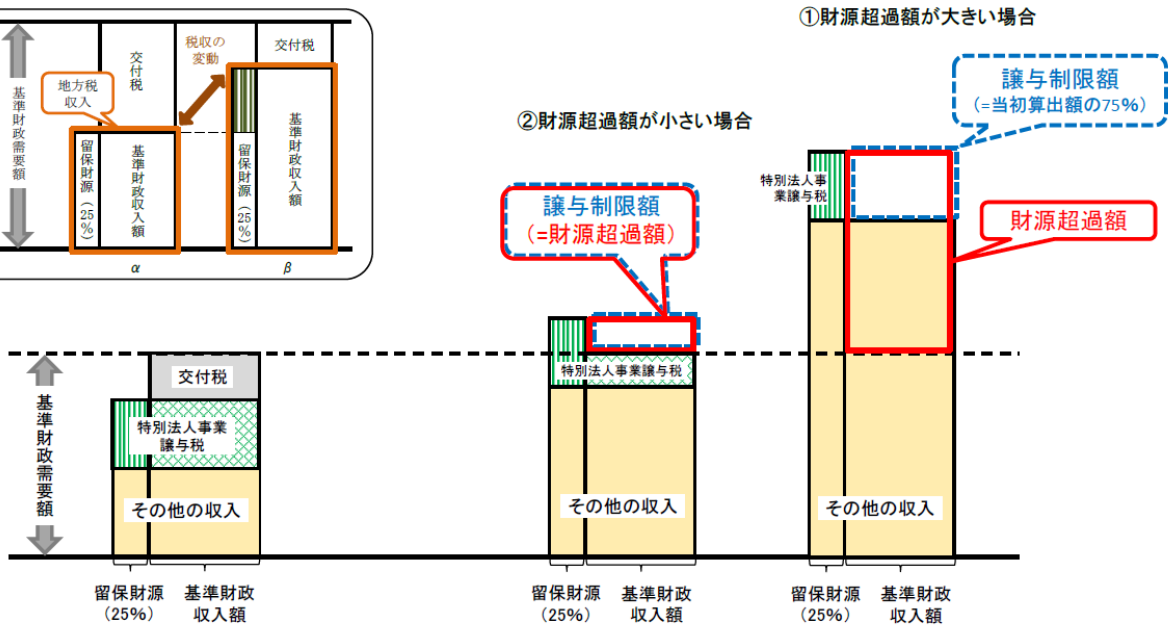 基準財政需要額
交付税
地方税
収入
留保財源(25%)
基準財政収入額
α
税収の
変動
交付税
留保財源(25%)
基準財政収入額
β
①財源超過額が大きい場合
譲与制限額
(=当初算出額の75%)
特別法人事
業譲与税
財源超過額
その他の収入
留保財源
(25%)
基準財政
収入額
②財源超過額が小さい場合
譲与制限額
(=財源超過額)
特別法人事業譲与税
その他の収入
留保財源
(25%)
基準財政
収入額
基準財政需要額
交付税
特別法人事業
譲与税
その他の収入
留保財源
(25%)
基準財政
収入額